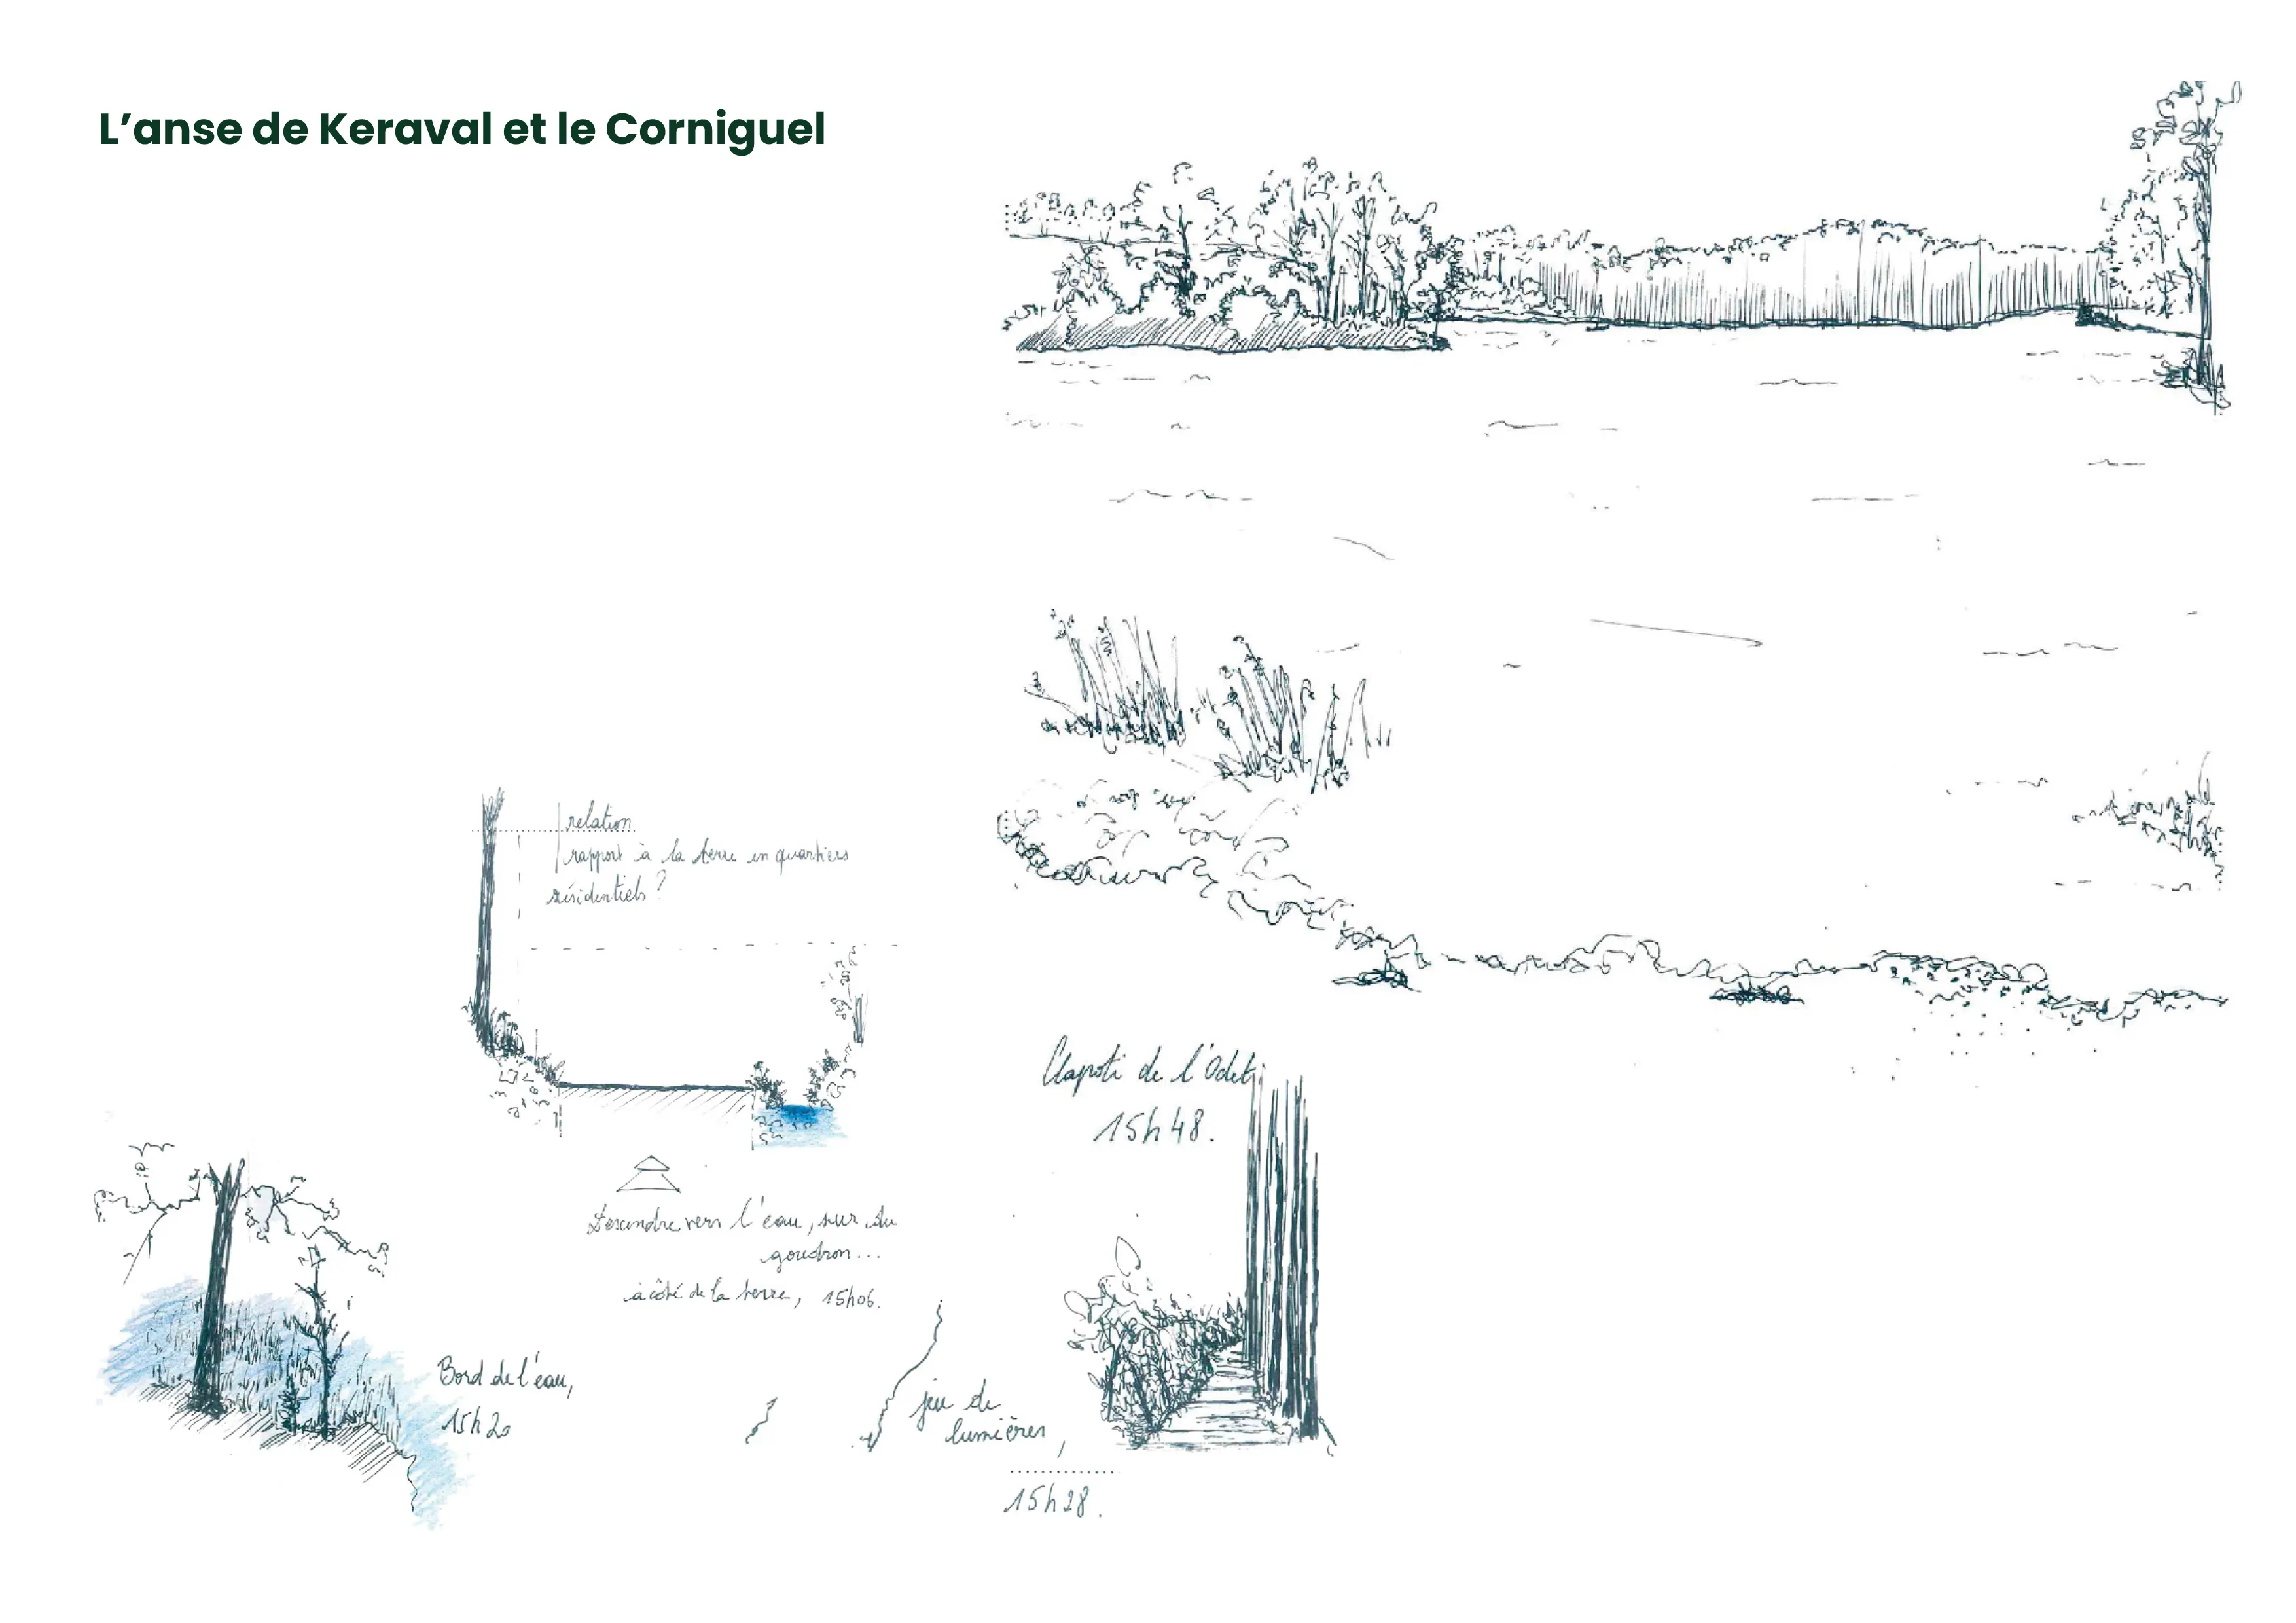 L'anse de Keraval et le Corniguel
relation
rapport à la terre en quartiers
résidentiels ?
Descendre vers l'eau, sur du
goudron...
à côté de la terre, 15h06.
Bord de l'eau,
15h20
jeu de
lumières,
15h28.
Clapoti de l'Odet,
15h48.